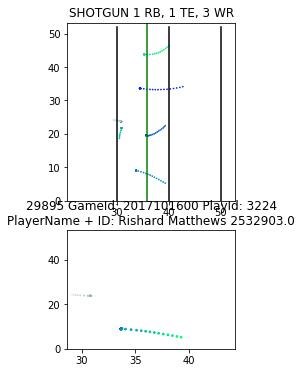 SHOTGUN 1 RB, 1 TE, 3 WR
50
40
30
20
10
0
30 40 50
29895 GameId: 2017101600 PlayId: 3224
PlayerName + ID: Rishard Matthews 2532903.0
40
20
0
30 35 40